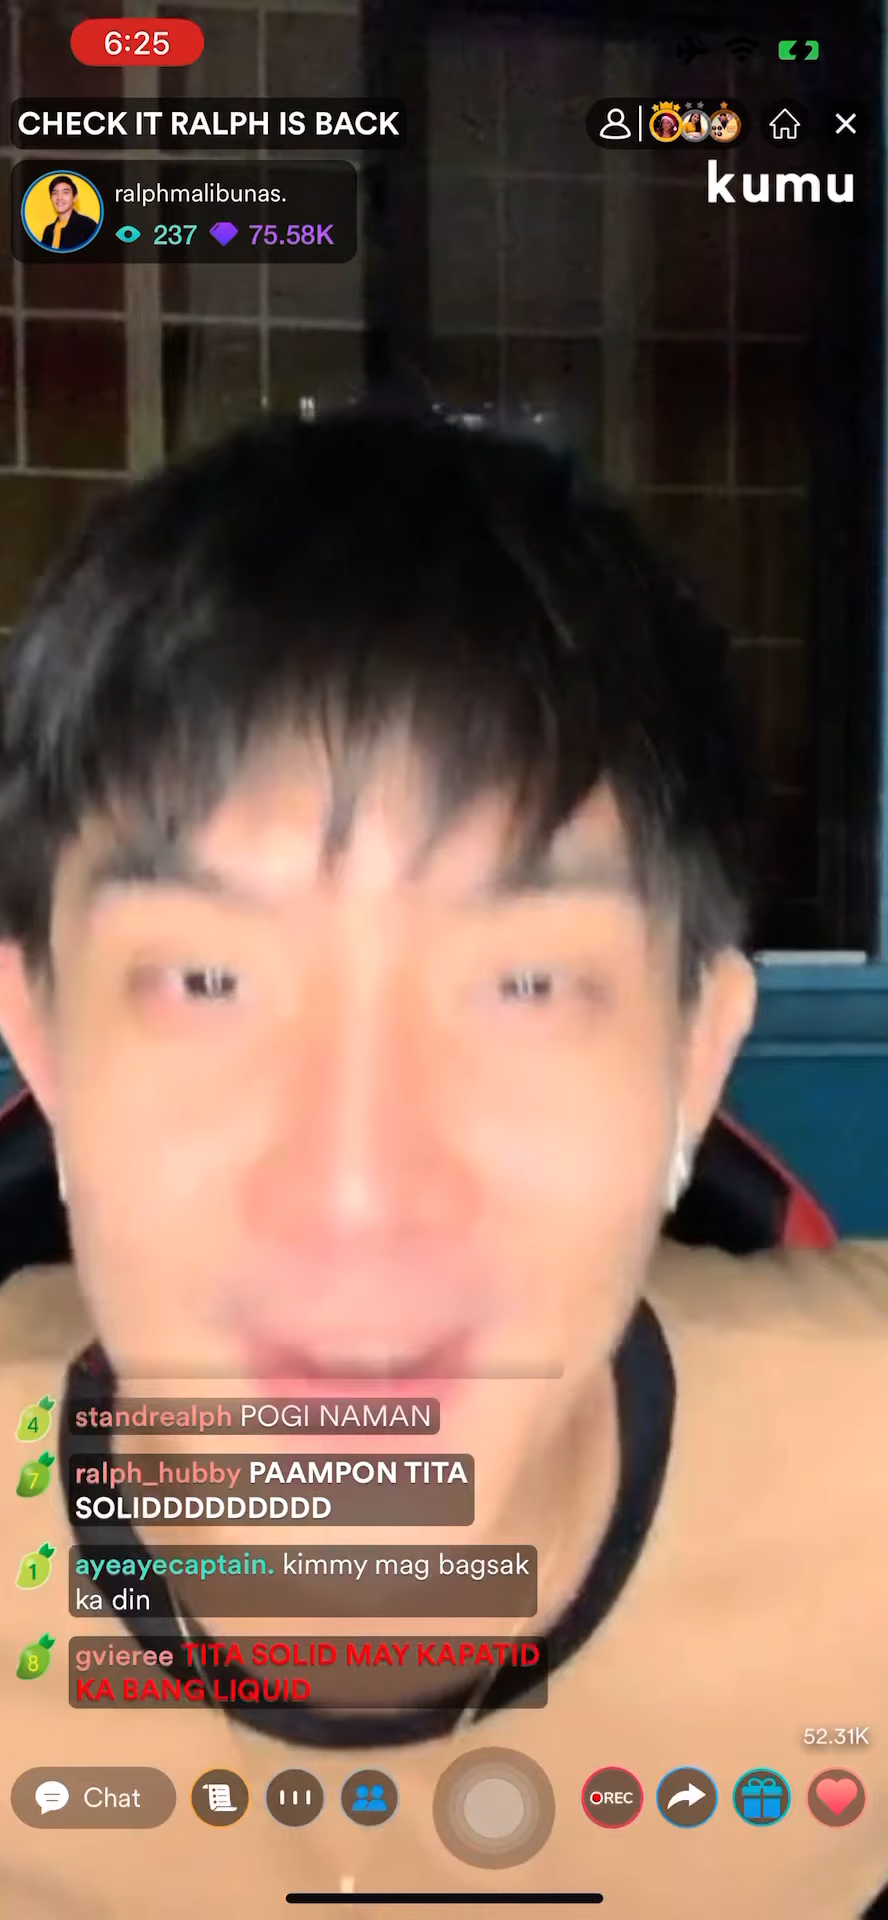 6:25
CHECK IT RALPH IS BACK
ralphmalibunas.
237 75.58K
kumu
4 standrealph POGI NAMAN
7 ralph_hubby PAAMPON TITA
SOLIDDDDDDDDD
1 ayeayecaptain. kimmy mag bagsak
ka din
8 gvieree TITA SOLID MAY KAPATID
KA BANG LIQUID
52.31K
Chat
REC